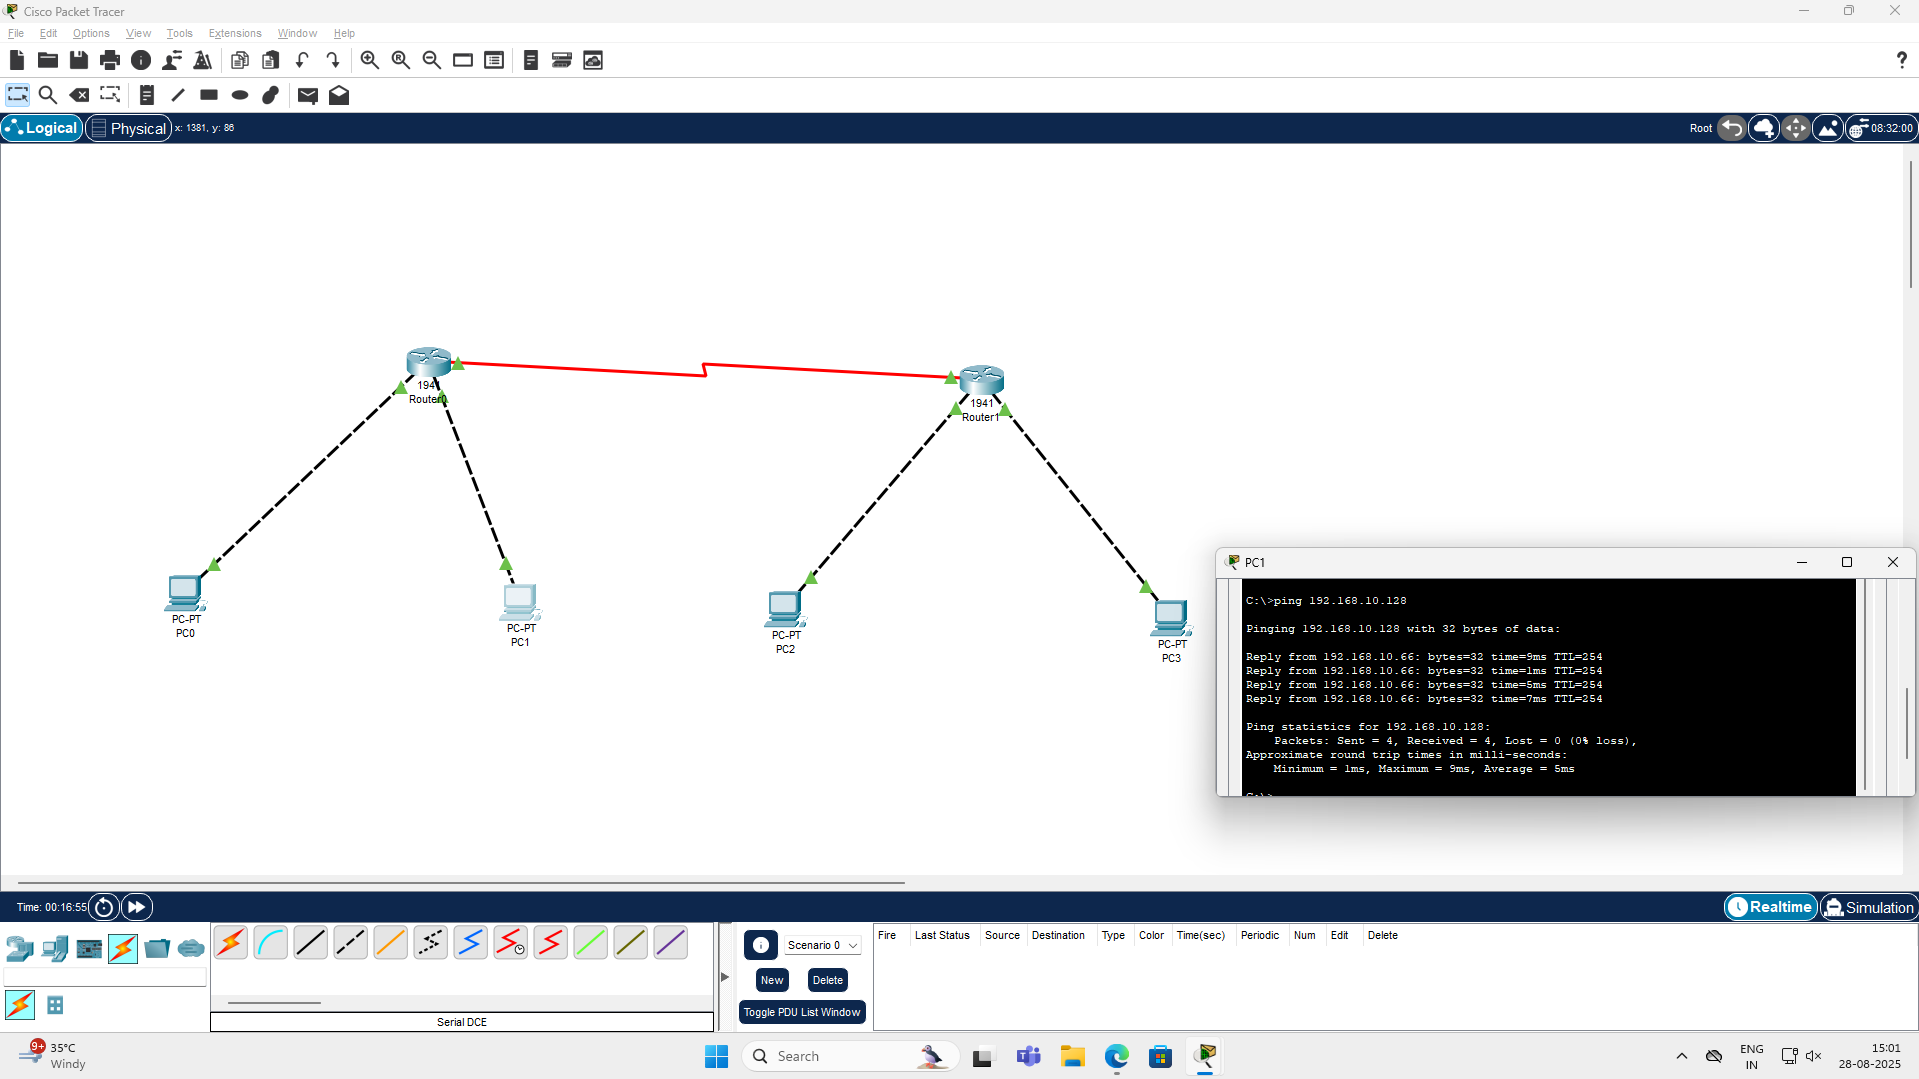 Cisco Packet Tracer
File Edit Options View Tools Extensions Window Help
Logical Physical x: 1381, y: 86 Root 08:32:00
1941
Router0
1941
Router1
PC-PT
PC0
PC-PT
PC1
PC-PT
PC2
PC-PT
PC3
PC1
C:\>ping 192.168.10.128
Pinging 192.168.10.128 with 32 bytes of data:
Reply from 192.168.10.66: bytes=32 time=9ms TTL=254
Reply from 192.168.10.66: bytes=32 time=1ms TTL=254
Reply from 192.168.10.66: bytes=32 time=5ms TTL=254
Reply from 192.168.10.66: bytes=32 time=7ms TTL=254
Ping statistics for 192.168.10.128:
Packets: Sent = 4, Received = 4, Lost = 0 (0% loss),
Approximate round trip times in milli-seconds:
Minimum = 1ms, Maximum = 9ms, Average = 5ms
C:\>
Time: 00:16:55 Realtime Simulation
Scenario 0
New Delete
Toggle PDU List Window
Fire Last Status Source Destination Type Color Time(sec) Periodic Num Edit Delete
Serial DCE
9+ 35°C
Windy
Search
ENG
IN
15:01
28-08-2025